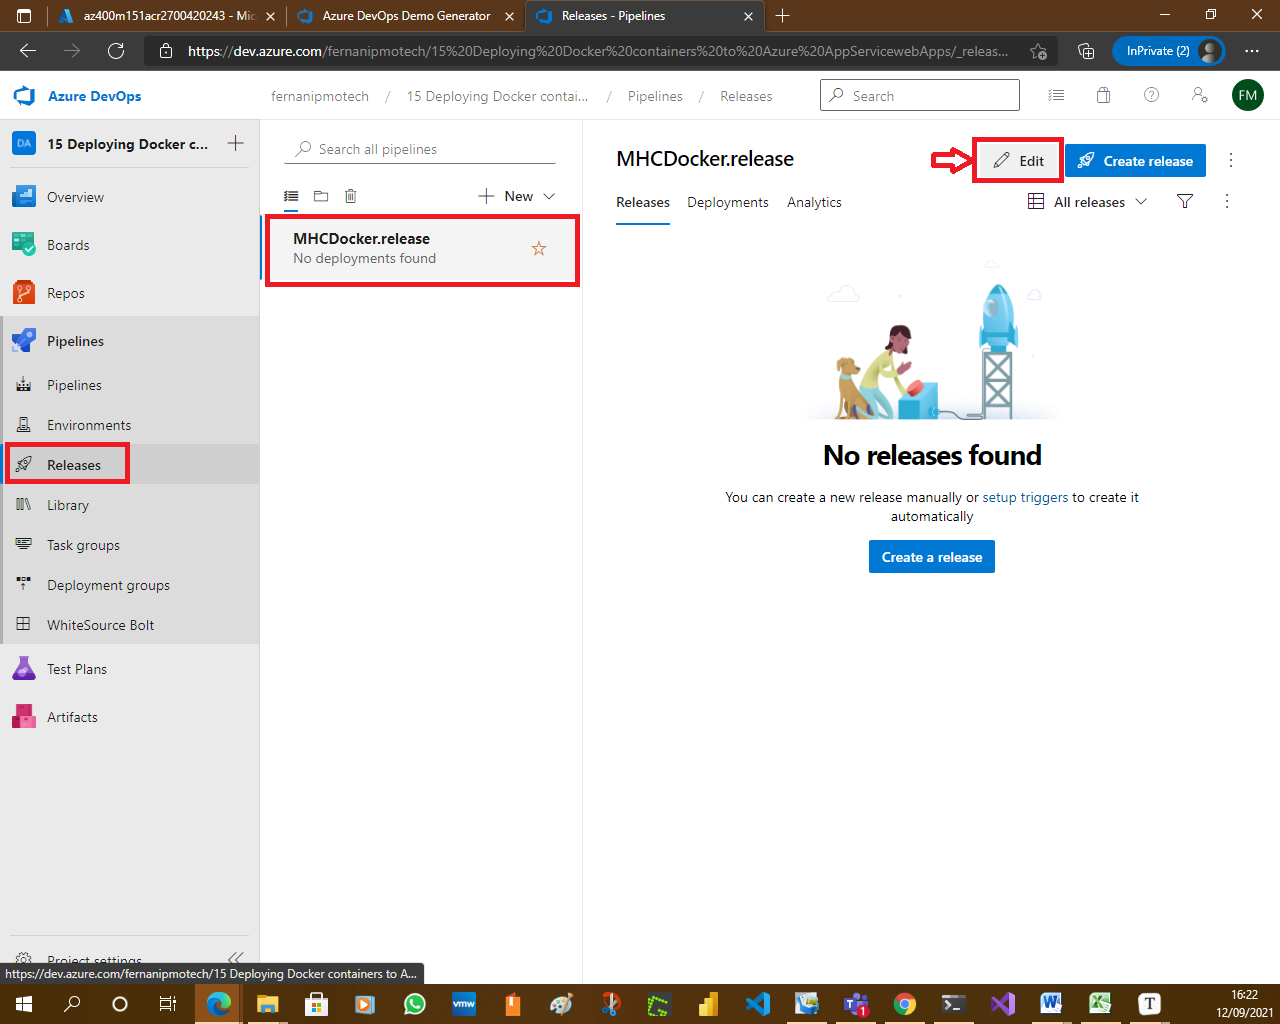 az400m151acr2700420243 - Mic
Azure DevOps Demo Generator
Releases - Pipelines
https://dev.azure.com/fernanipmotech/15%20Deploying%20Docker%20containers%20to%20Azure%20AppServicewebApps/_releas...
InPrivate (2)
Azure DevOps
fernanipmotech / 15 Deploying Docker contai... / Pipelines / Releases
Search
FM
DA
15 Deploying Docker c...
Overview
Boards
Repos
Pipelines
Pipelines
Environments
Releases
Library
Task groups
Deployment groups
WhiteSource Bolt
Test Plans
Artifacts
Project settings
Search all pipelines
New
MHCDocker.release
No deployments found
MHCDocker.release
Edit
Create release
Releases
Deployments
Analytics
All releases
No releases found
You can create a new release manually or setup triggers to create it
automatically
Create a release
https://dev.azure.com/fernanipmotech/15 Deploying Docker containers to A...
vmw
1
T
16:22
12/09/2021